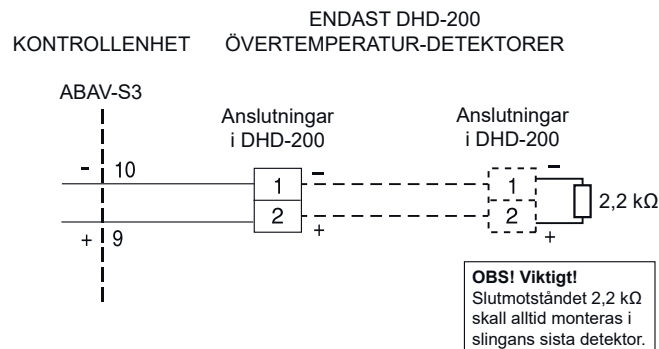 ENDAST DHD-200
KONTROLLENHET ÖVERTEMPERATUR-DETEKTORER
ABAV-S3
Anslutningar
i DHD-200
Anslutningar
i DHD-200
- 10
1 -
1 -
2,2 kΩ
2 +
2 +
+ 9
OBS! Viktigt!
Slutmotståndet 2,2 kΩ
skall alltid monteras i
slingans sista detektor.